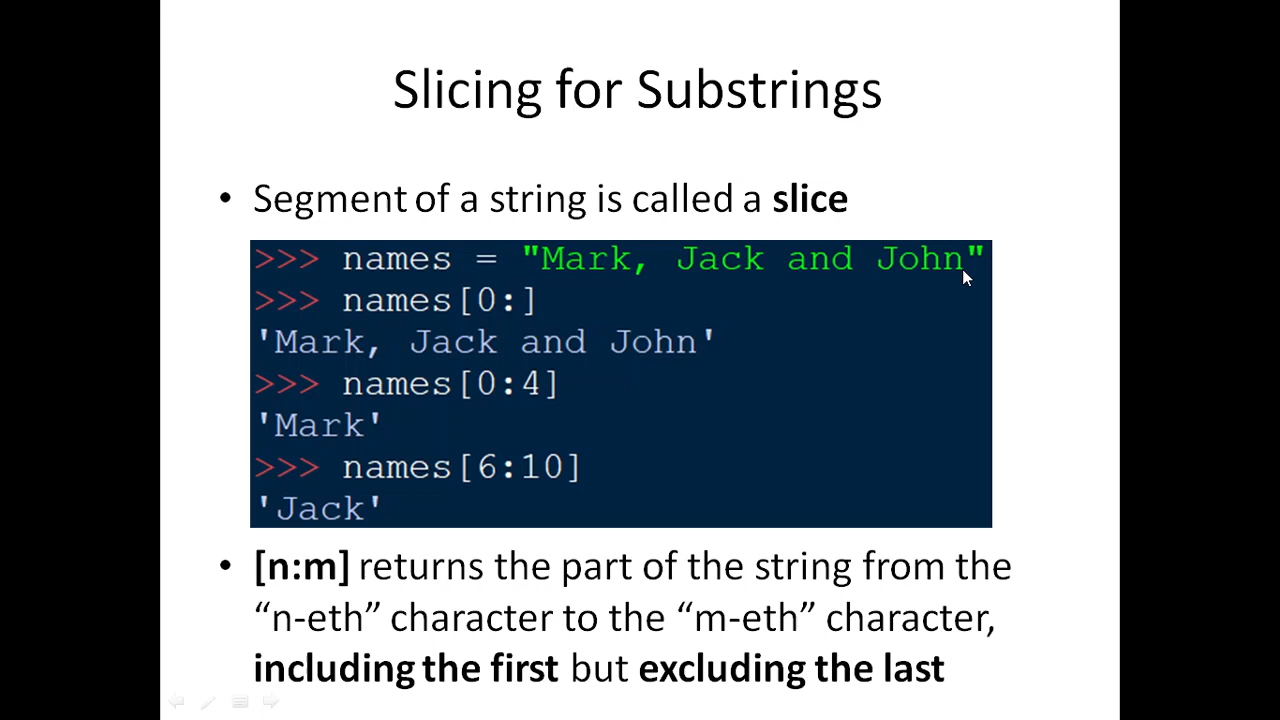 Slicing for Substrings
• Segment of a string is called a slice
>>> names = "Mark, Jack and John"
>>> names[0:]
'Mark, Jack and John'
>>> names[0:4]
'Mark'
>>> names[6:10]
'Jack'
• [n:m] returns the part of the string from the
“n-eth” character to the “m-eth” character,
including the first but excluding the last